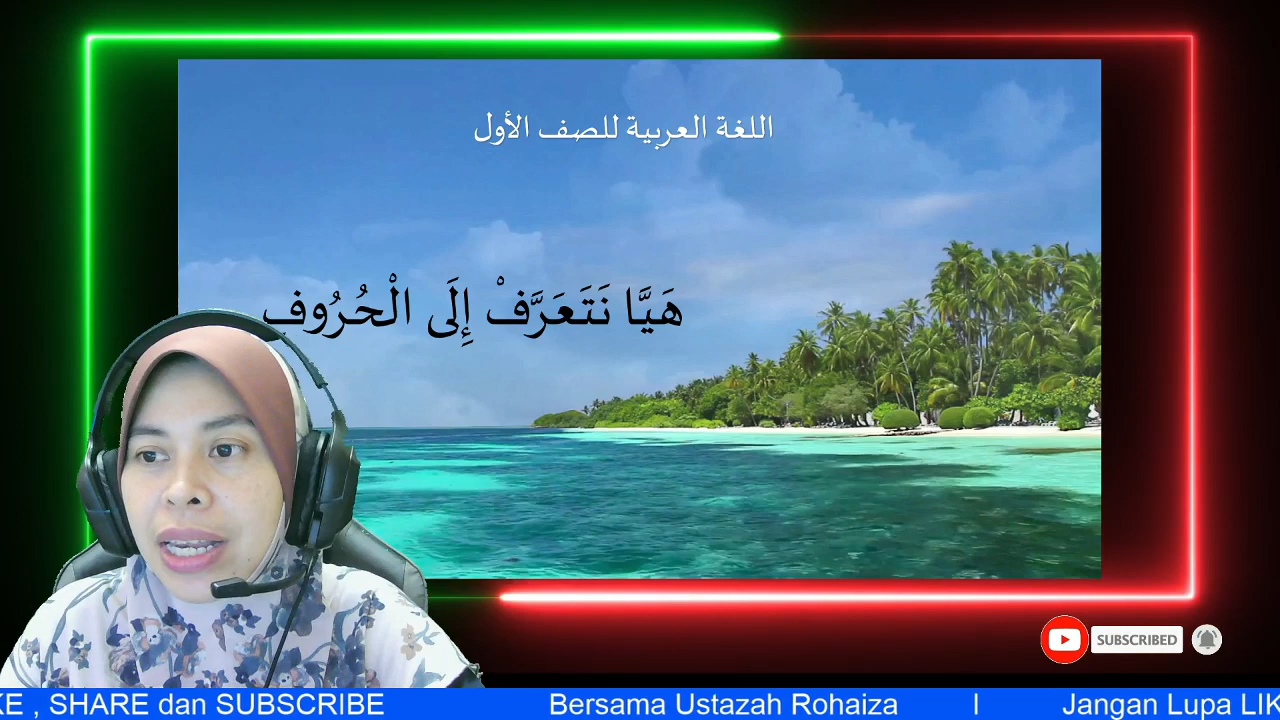 اللغة العربية للصف الأول
هَيَّا نَتَعَرَّفْ إِلَى الْحُرُوفِ
SUBSCRIBED
KE , SHARE dan SUBSCRIBE Bersama Ustazah Rohaiza I Jangan Lupa LIK